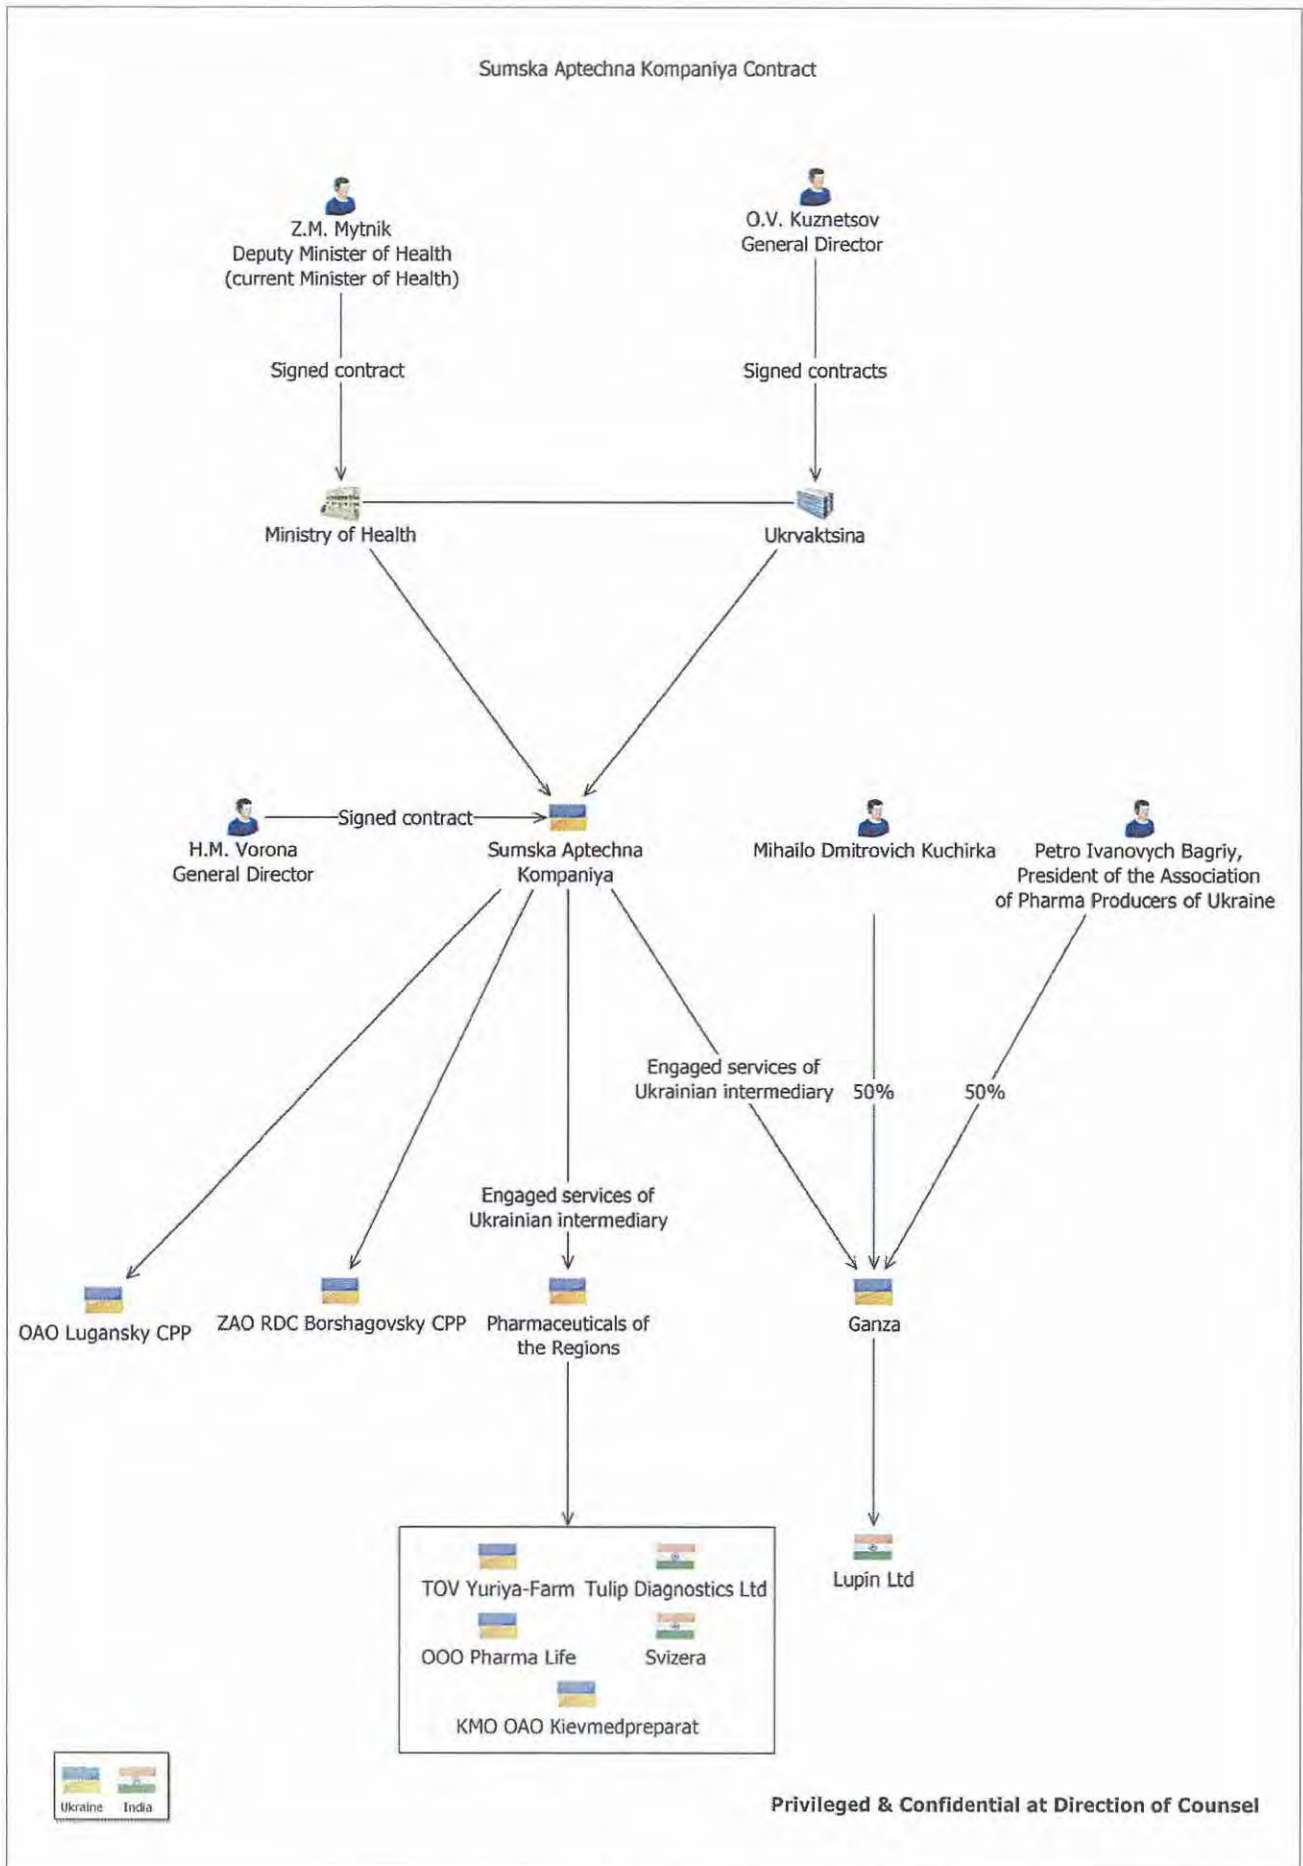 Sumska Aptechna Kompaniya Contract
Z.M. Mytnik
Deputy Minister of Health
(current Minister of Health)
O.V. Kuznetsov
General Director
Signed contract
Signed contracts
Ministry of Health
Ukrvaktsina
H.M. Vorona
General Director
Signed contract
Sumska Aptechna
Kompaniya
Mihailo Dmitrovich Kuchirka
Petro Ivanovych Bagriy,
President of the Association
of Pharma Producers of Ukraine
Engaged services of
Ukrainian intermediary
50%
50%
Engaged services of
Ukrainian intermediary
OAO Lugansky CPP
ZAO RDC Borshagovsky CPP
Pharmaceuticals of
the Regions
Ganza
TOV Yuriya-Farm
Tulip Diagnostics Ltd
OOO Pharma Life
Svizera
KMO OAO Kievmedpreparat
Lupin Ltd
Ukraine
India
Privileged & Confidential at Direction of Counsel